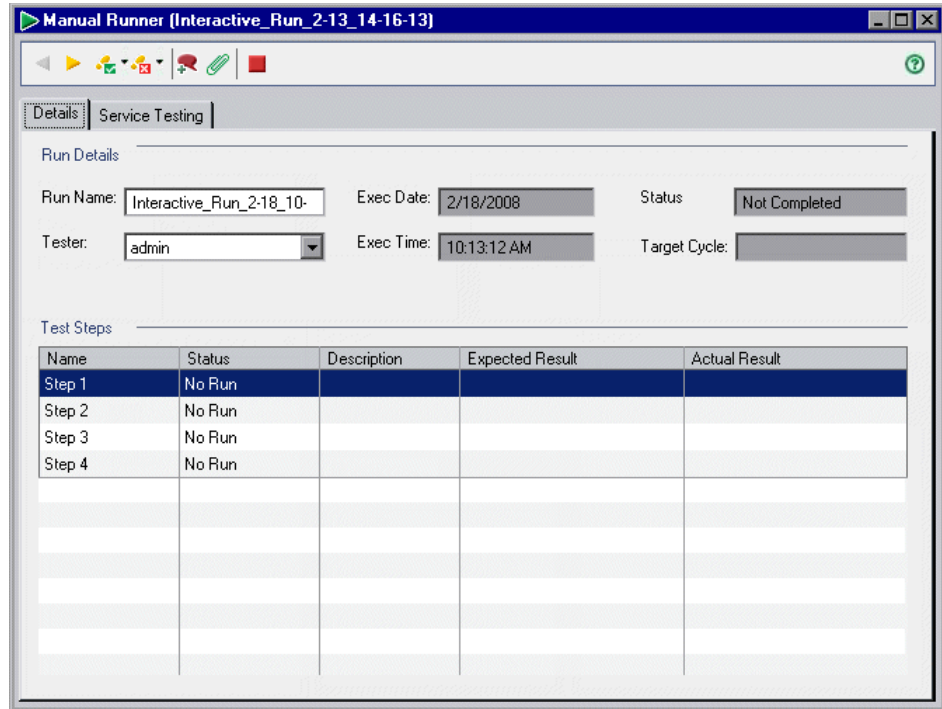 Manual Runner (Interactive_Run_2-13_14-16-13)
Details Service Testing
Run Details
Run Name: Interactive_Run_2-18_10- Exec Date: 2/18/2008 Status Not Completed
Tester: admin Exec Time: 10:13:12 AM Target Cycle:
Test Steps
Name Status Description Expected Result Actual Result
Step 1 No Run
Step 2 No Run
Step 3 No Run
Step 4 No Run